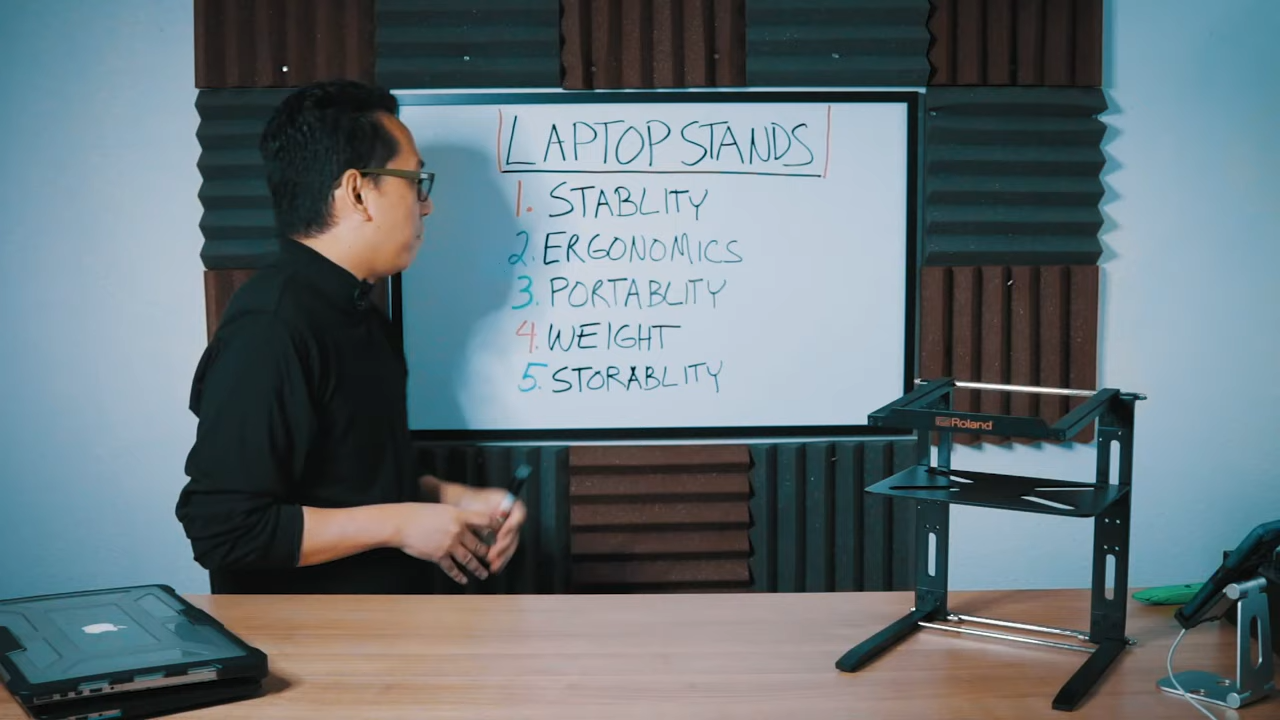 LAPTOP STANDS
1. STABLITY
2. ERGONOMICS
3. PORTABLITY
4. WEIGHT
5. STORABLITY
Roland